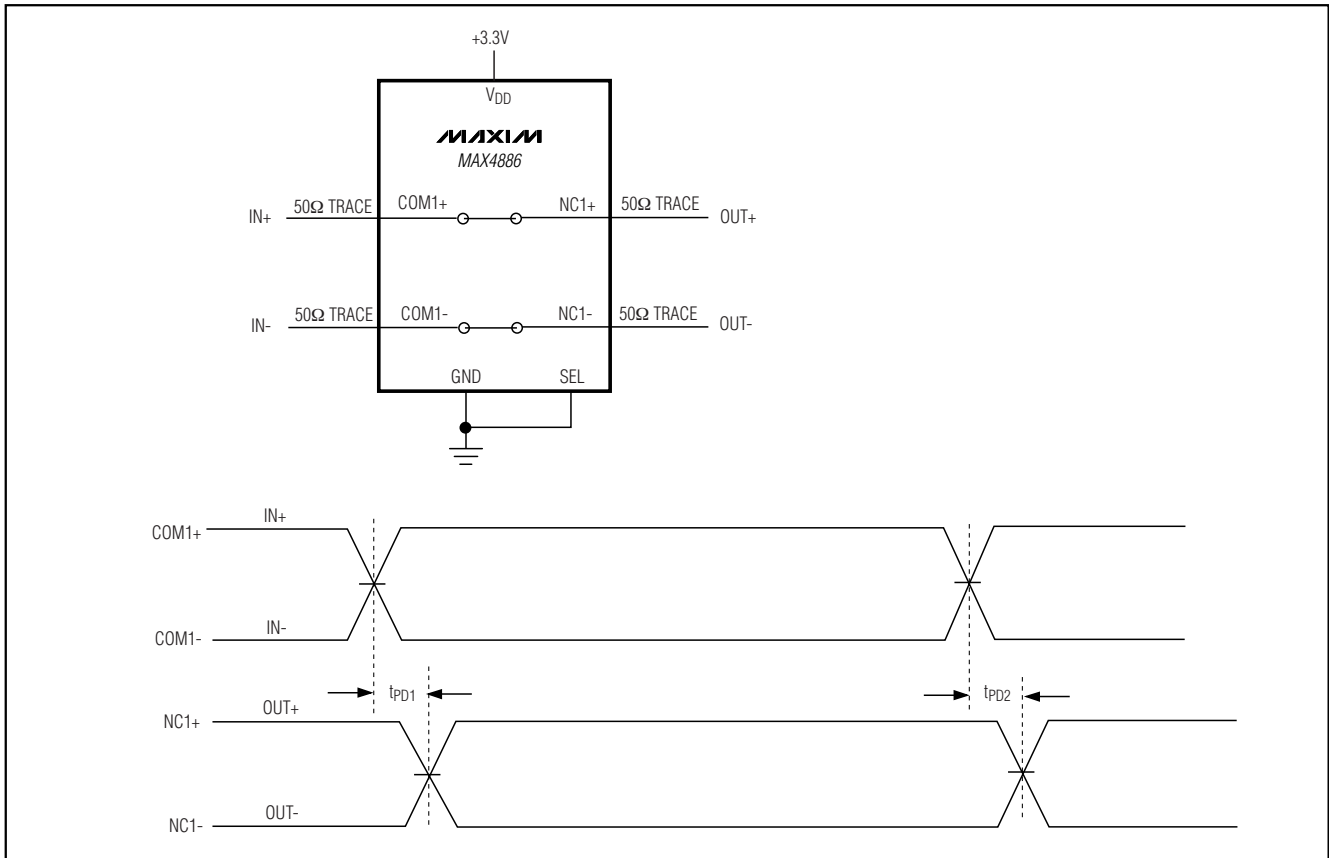 +3.3V
VDD
MAXIM
MAX4886
IN+ 50Ω TRACE COM1+ NC1+ 50Ω TRACE OUT+
IN- 50Ω TRACE COM1- NC1- 50Ω TRACE OUT-
GND SEL
COM1+ IN+
COM1- IN-
tPD1 tPD2
NC1+ OUT+
NC1- OUT-